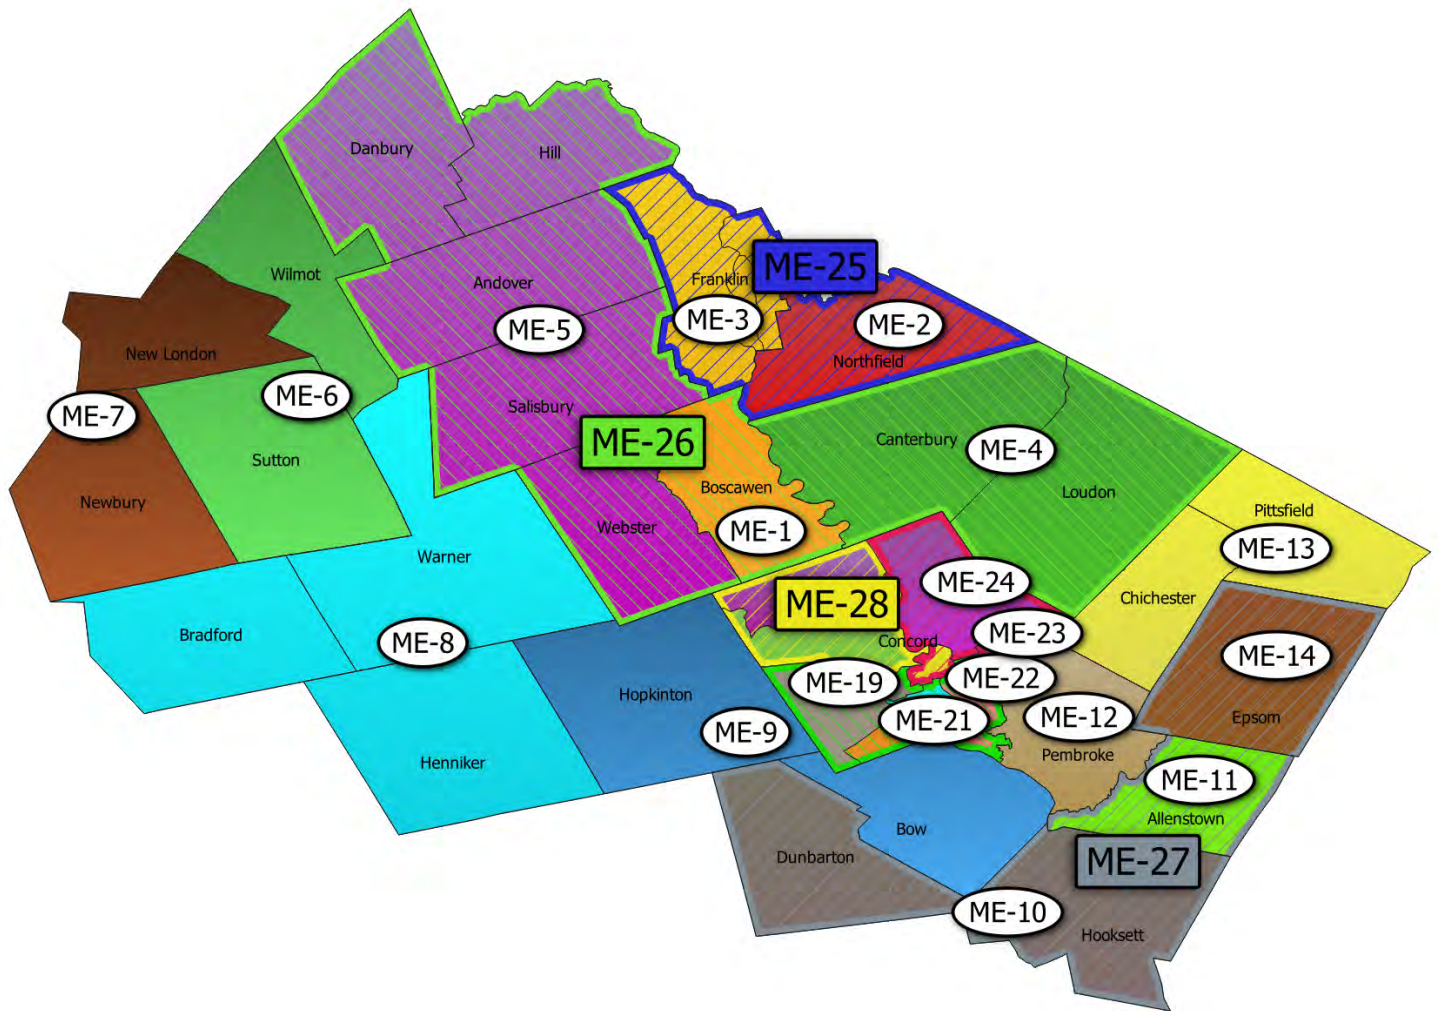 Danbury
Hill
Wilmot
Andover
Franklin
ME-25
ME-3
ME-2
ME-5
Northfield
New London
ME-7
ME-6
Salisbury
ME-26
Canterbury
ME-4
Sutton
Boscawen
Loudon
Newbury
Webster
ME-1
Pittsfield
ME-13
Warner
ME-24
Chichester
ME-28
Bradford
ME-8
Concord
ME-23
ME-14
ME-19
ME-22
Hopkinton
ME-9
ME-21
ME-12
Epsom
Henniker
Pembroke
ME-11
Allenstown
Bow
Dunbarton
ME-27
ME-10
Hooksett